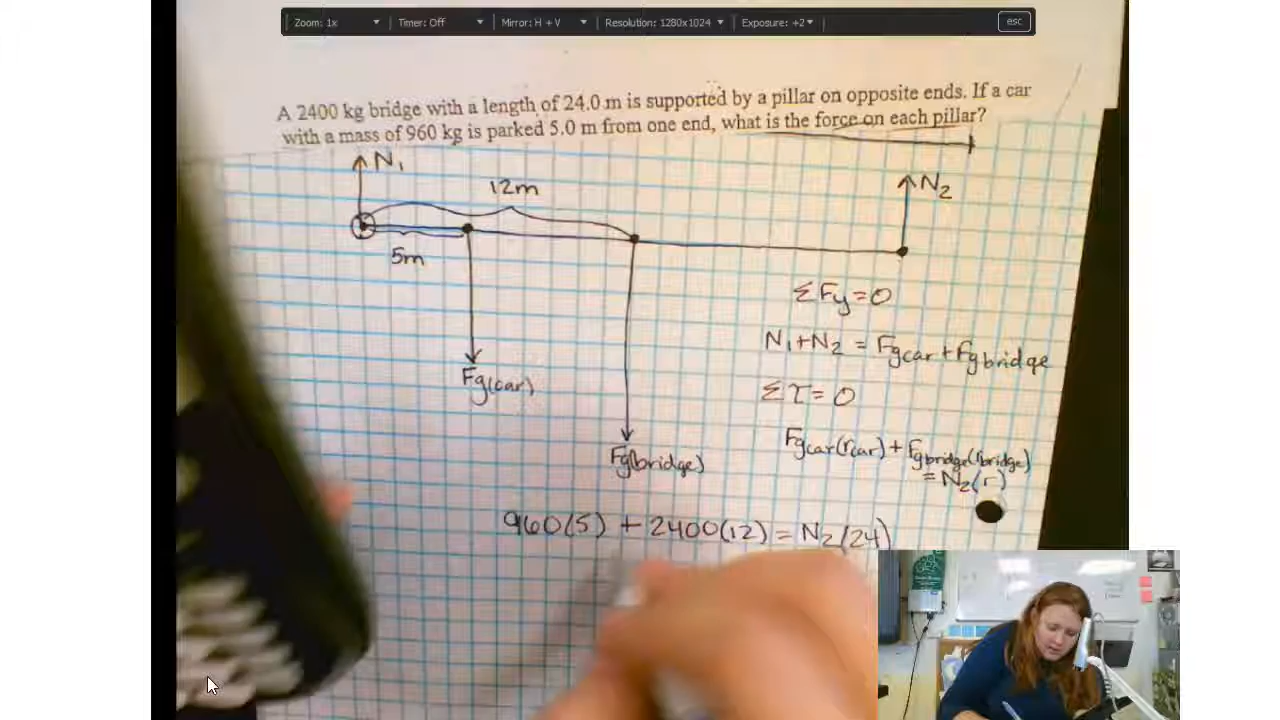 Zoom: 1x Timer: Off Mirror: H + V Resolution: 1280x1024 Exposure: +2 esc
A 2400 kg bridge with a length of 24.0 m is supported by a pillar on opposite ends. If a car
with a mass of 960 kg is parked 5.0 m from one end, what is the force on each pillar?
N₁
12m
N₂
5m
ΣFy=0
N₁+N₂ = Fgcar+Fgbridge
Fg(car)
Στ=0
Fgcar(rcar)+Fgbridge(rbridge)
=N₂(r)
Fg(bridge)
960(5) + 2400(12) = N₂(24)